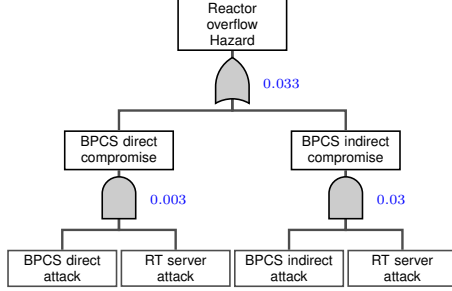 Reactor
overflow
Hazard
0.033
BPCS direct
compromise
BPCS indirect
compromise
0.003
0.03
BPCS direct
attack
RT server
attack
BPCS indirect
attack
RT server
attack